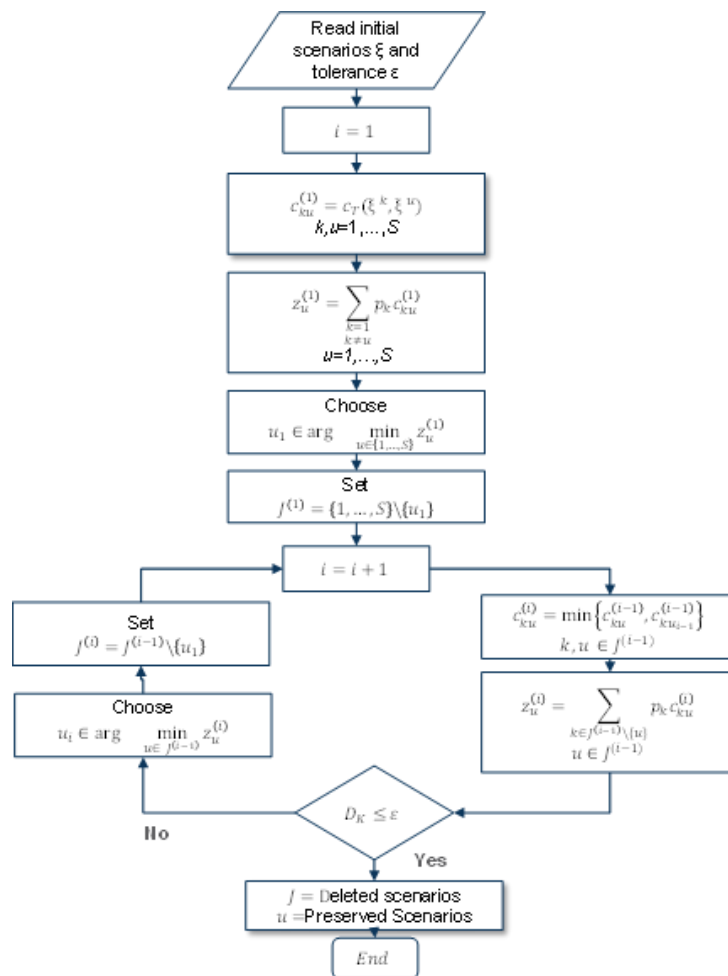 Read initial
scenarios ξ and
tolerance ε
i = 1
c_{ku}^{(1)} = c_T(ξ^k, ξ^u)
k,u=1,...,S
z_u^{(1)} = ∑_{k=1 k≠u} p_k c_{ku}^{(1)}
u=1,...,S
Choose
u_1 ∈ arg min_{u∈{1,...,S}} z_u^{(1)}
Set
J^{(1)} = {1, ..., S}\{u_1}
i = i + 1
c_{ku}^{(i)} = min{c_{ku}^{(i-1)}, c_{ku_{i-1}}^{(i-1)}}
k, u ∈ J^{(i-1)}
z_u^{(i)} = ∑_{k∈J^{(i-1)}\{u}} p_k c_{ku}^{(i)}
u ∈ J^{(i-1)}
D_K ≤ ε
No
Choose
u_i ∈ arg min_{u∈ J^{(i-1)}} z_u^{(i)}
Set
J^{(i)} = J^{(i-1)}\{u_1}
Yes
J = Deleted scenarios
u =Preserved Scenarios
End